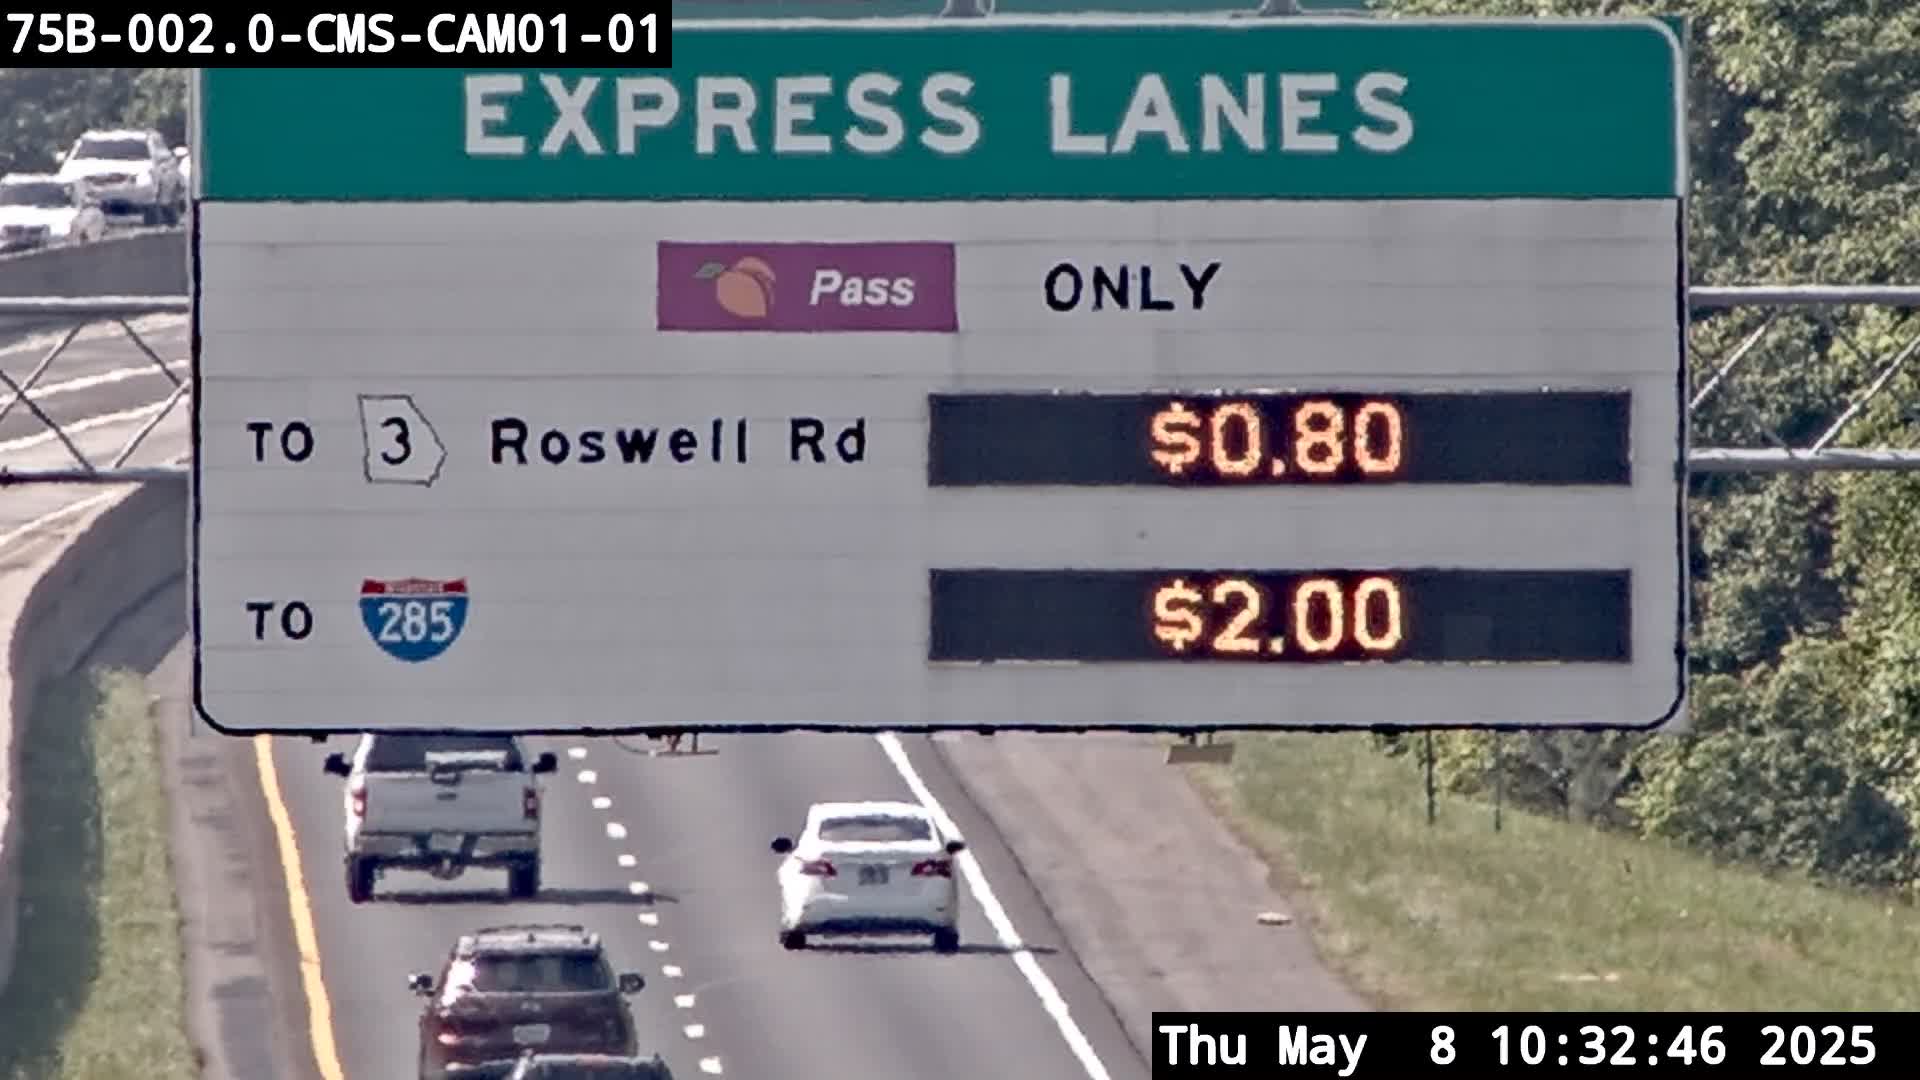 75B-002.0-CMS-CAM01-01
EXPRESS LANES
Pass ONLY
TO 3 Roswell Rd $0.80
TO 285 $2.00
Thu May 8 10:32:46 2025